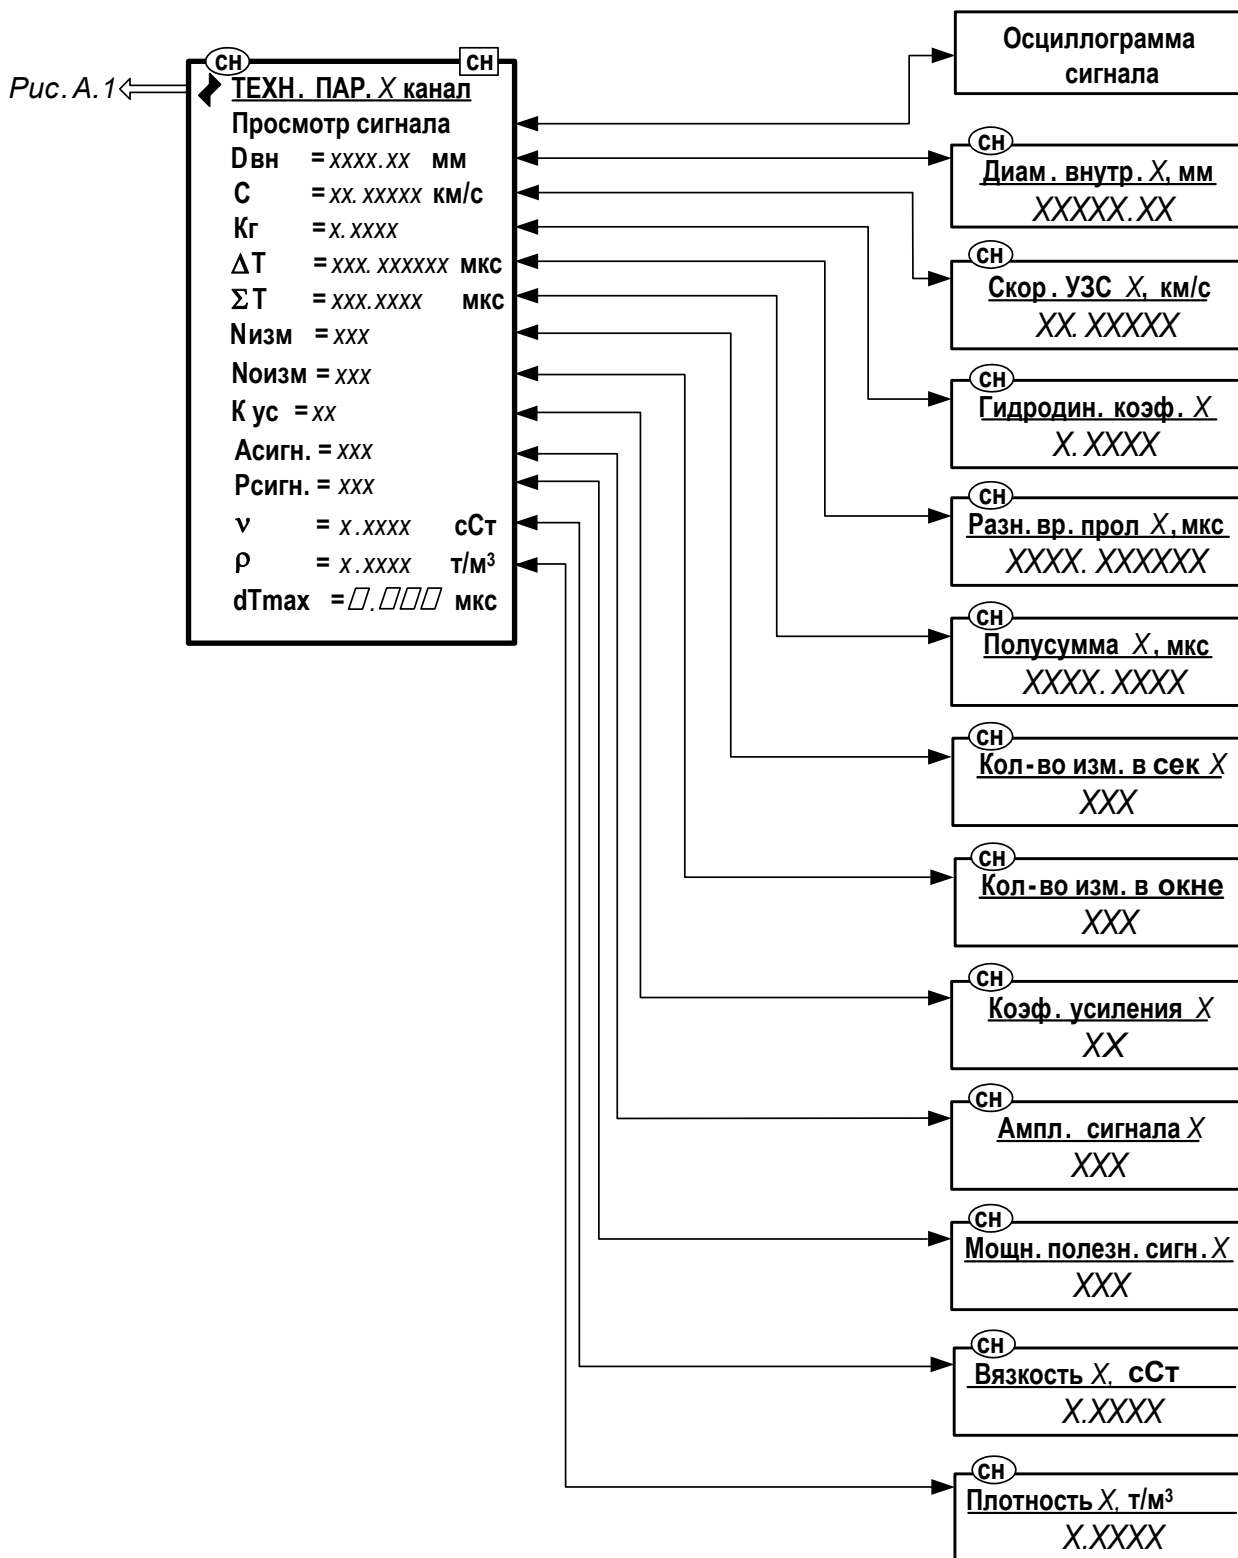 Рис. А.1
СН
СН
ТЕХН. ПАР. X канал
Просмотр сигнала
Dвн = xxxx.xx мм
С = xx.xxxxx км/с
Кг = x.xxxx
ΔТ = xxx.xxxxxx мкс
ΣТ = xxx.xxxx мкс
Nизм = xxx
Nоизм = xxx
К ус = xx
Асигн. = xxx
Рсигн. = xxx
ν = x.xxxx сСт
ρ = x.xxxx т/м³
dTmax = □.□□□ мкс
Осциллограмма
сигнала
СН
Диам. внутр. X, мм
XXXXX.XX
СН
Скор. УЗС X, км/с
XX.XXXXX
СН
Гидродин. коэф. X
X.XXXX
СН
Разн. вр. прол X, мкс
XXXX.XXXXXX
СН
Полусумма X, мкс
XXXX.XXXX
СН
Кол-во изм. в сек X
XXX
СН
Кол-во изм. в окне
XXX
СН
Коэф. усиления X
XX
СН
Ампл. сигнала X
XXX
СН
Мощн. полезн. сигн. X
XXX
СН
Вязкость X, сСт
X.XXXX
СН
Плотность X, т/м³
X.XXXX